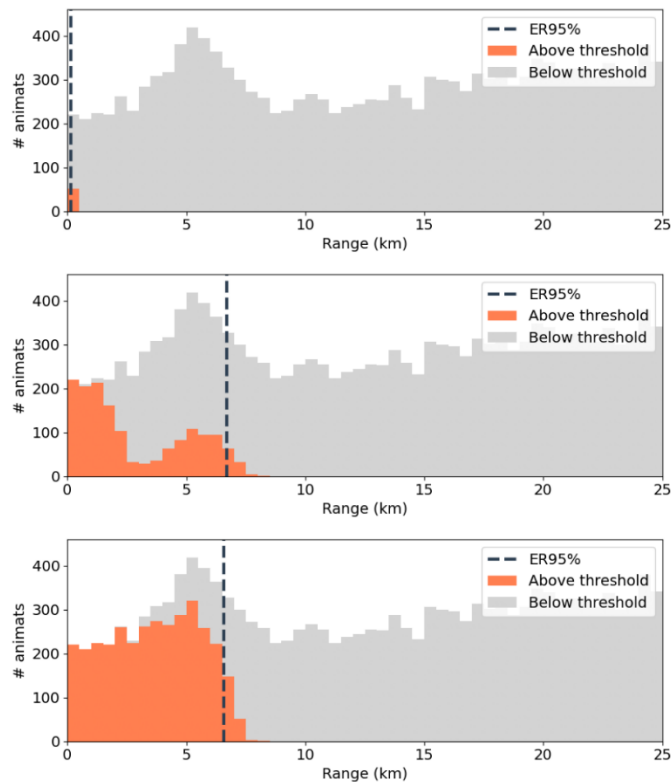 400
300
200
100
0
# animats
ER95%
Above threshold
Below threshold
0 5 10 15 20 25
Range (km)
400
300
200
100
0
# animats
ER95%
Above threshold
Below threshold
0 5 10 15 20 25
Range (km)
400
300
200
100
0
# animats
ER95%
Above threshold
Below threshold
0 5 10 15 20 25
Range (km)